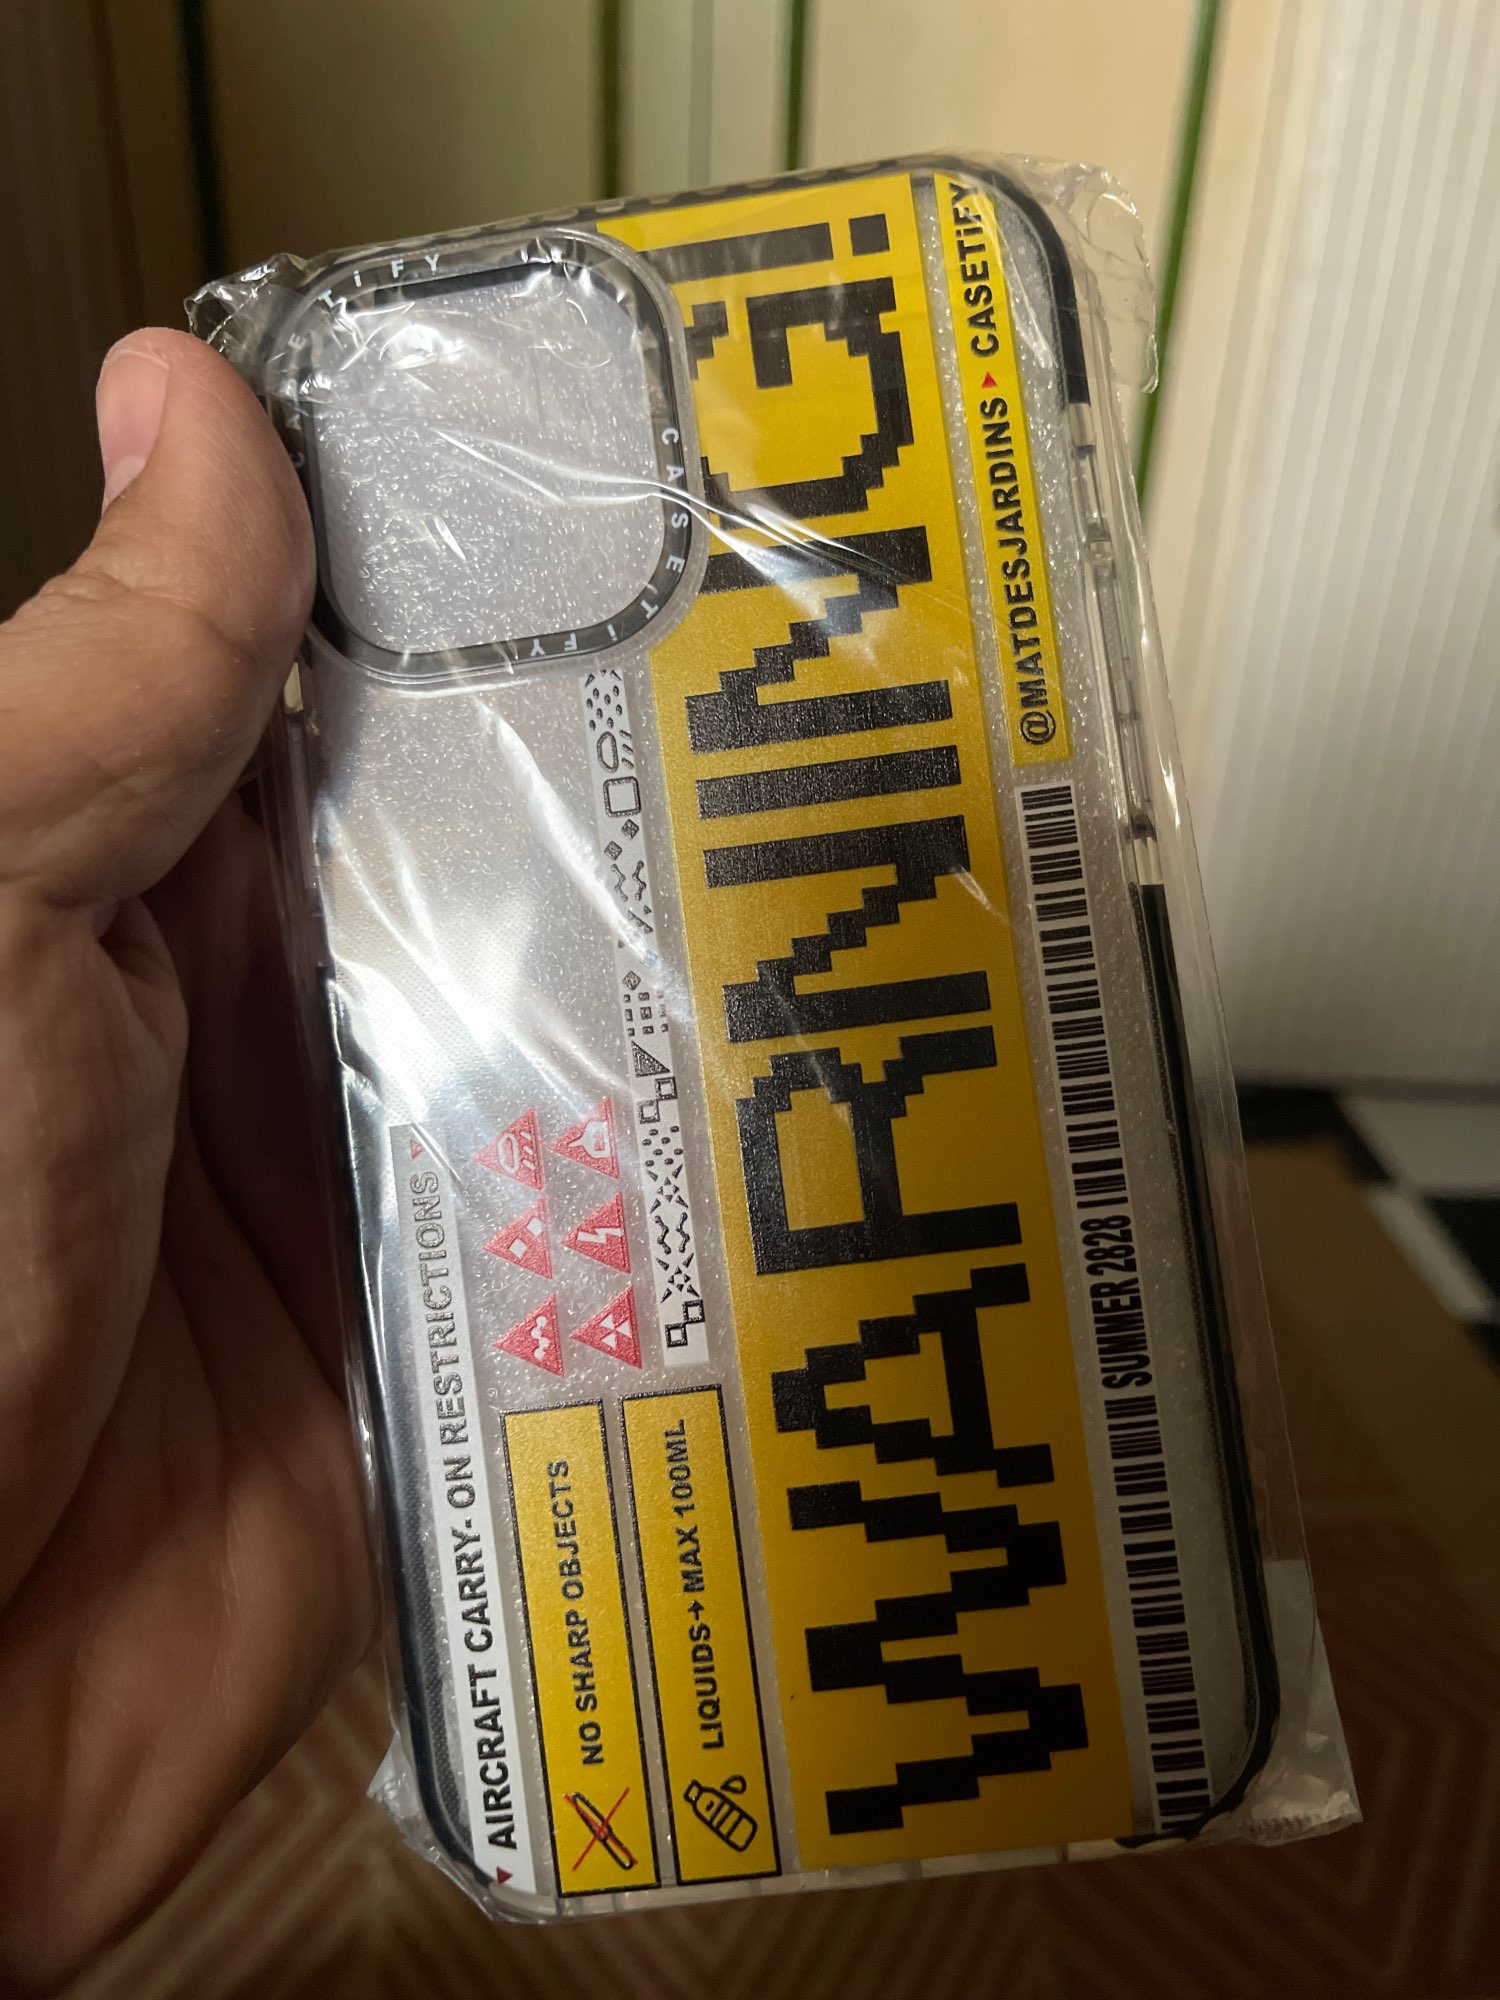 CASETiFY
CASETiFY
AIRCRAFT CARRY- ON RESTRICTIONS
NO SHARP OBJECTS
LIQUIDS→ MAX 100ML
WARNING!
@MATDESJARDINS ▸ CASETiFY
SUMMER 2828